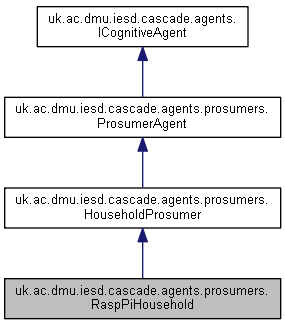 uk.ac.dmu.iesd.cascade.agents.
ICognitiveAgent
uk.ac.dmu.iesd.cascade.agents.prosumers.
ProsumerAgent
uk.ac.dmu.iesd.cascade.agents.prosumers.
HouseholdProsumer
uk.ac.dmu.iesd.cascade.agents.prosumers.
RaspPiHousehold